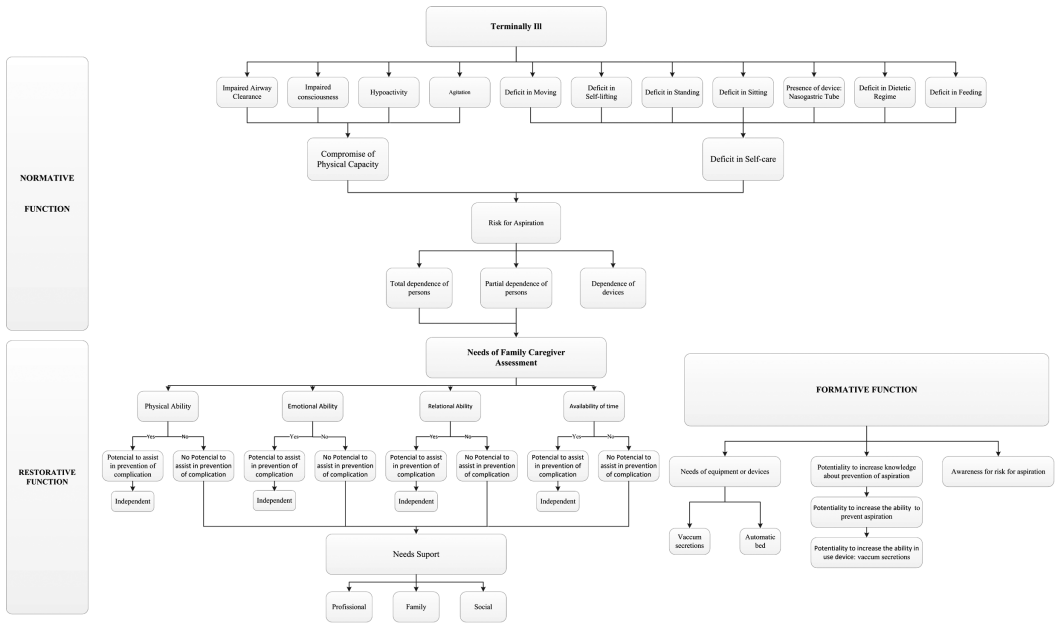 Terminally Ill
NORMATIVE
FUNCTION
Impaired Airway
Clearance
Impaired
consciousness
Hypoactivity
Agitation
Deficit in Moving
Deficit in
Self-lifting
Deficit in Standing
Deficit in Sitting
Presence of device:
Nasogastric Tube
Deficit in Dietetic
Regime
Deficit in Feeding
Compromise of
Physical Capacity
Deficit in Self-care
Risk for Aspiration
Total dependence of
persons
Partial dependence of
persons
Dependence of
devices
RESTORATIVE
FUNCTION
Needs of Family Caregiver
Assessment
Physical Ability
Emotional Ability
Relational Ability
Availability of time
Yes
No
Yes
No
Yes
No
Yes
No
Potencial to assist
in prevention of
complication
No Potencial to
assist in prevention
of complication
Potencial to assist
in prevention of
complication
No Potencial to
assist in prevention
of complication
Potencial to assist
in prevention of
complication
No Potencial to
assist in prevention
of complication
Potencial to assist
in prevention of
complication
No Potencial to
assist in prevention
of complication
Independent
Independent
Independent
Independent
Needs Suport
Profissional
Family
Social
FORMATIVE FUNCTION
Needs of equipment or devices
Potentiality to increase knowledge
about prevention of aspiration
Awareness for risk for aspiration
Potentiality to increase the ability to
prevent aspiration
Vaccum
secretions
Automatic
bed
Potentiality to increase the ability in
use device: vaccum secretions